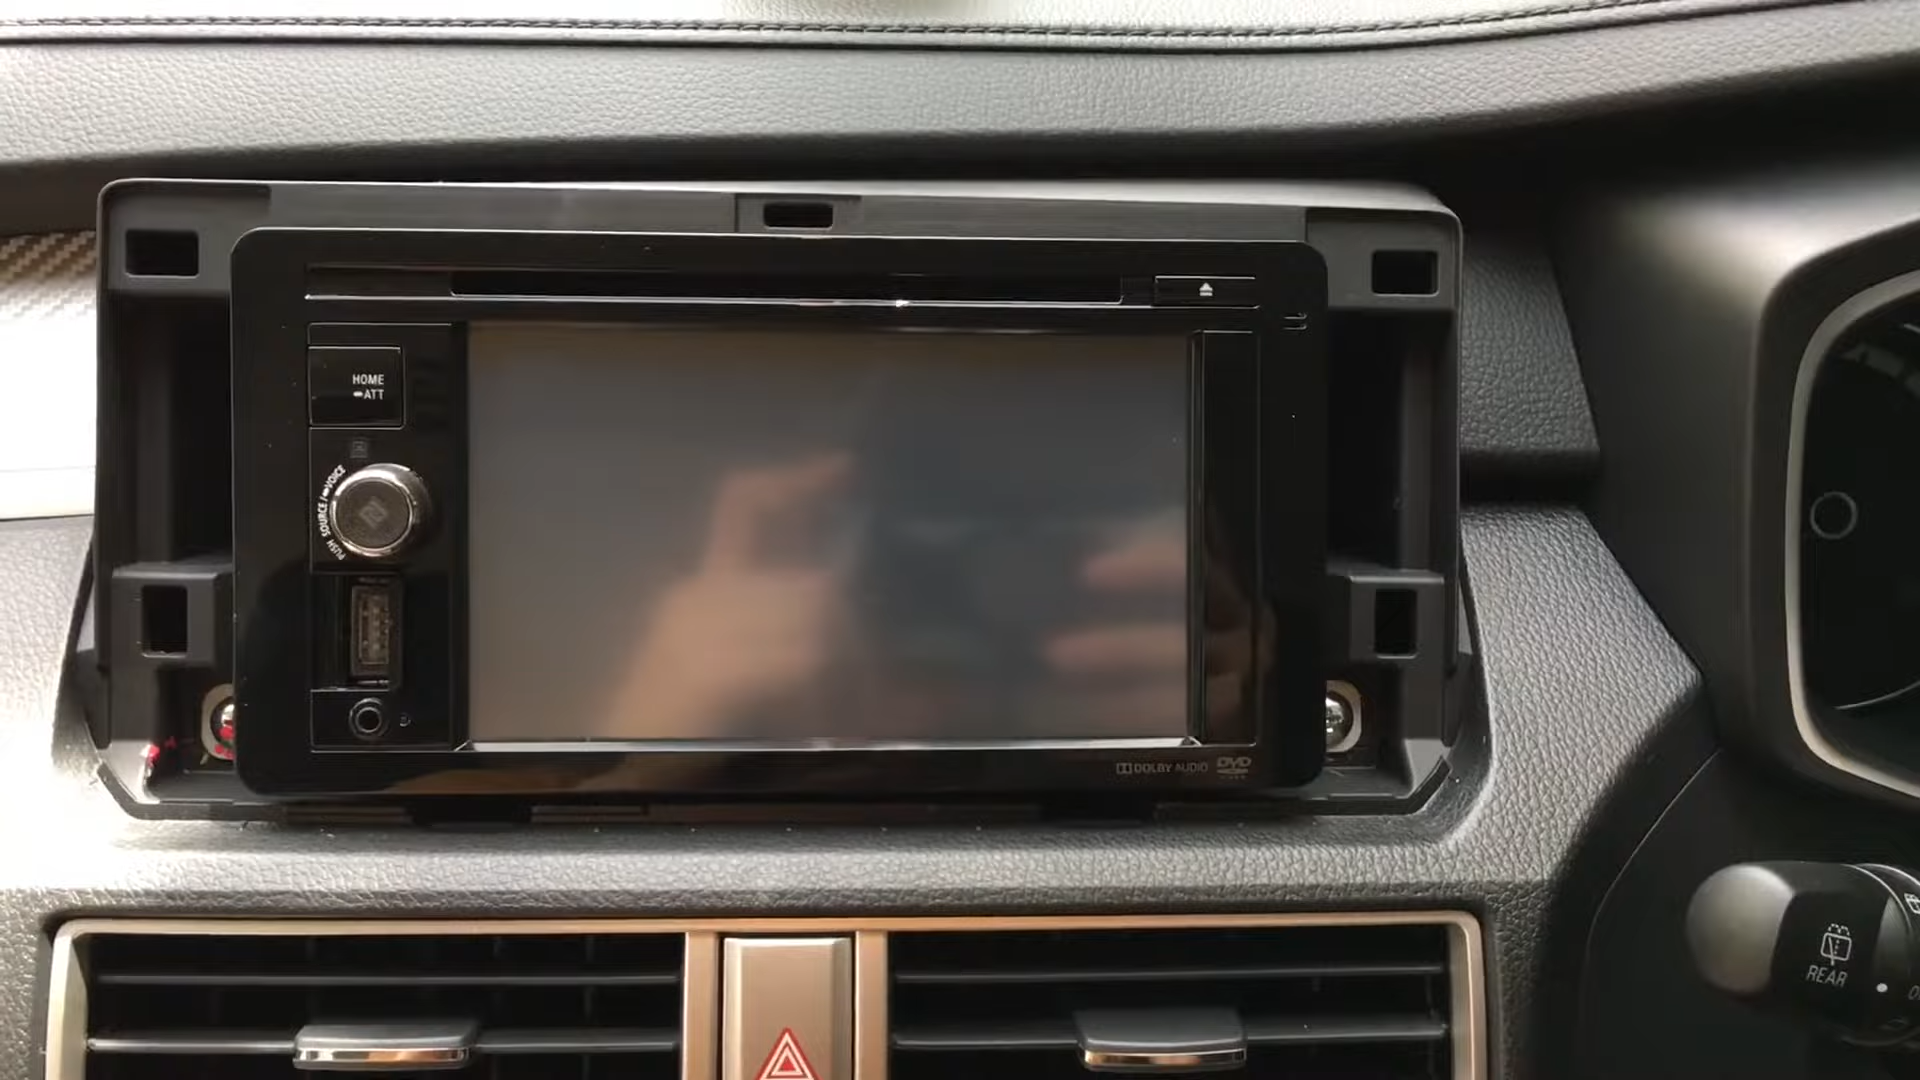 HOME
ATT
PUSH SOURCE / VOICE
DOLBY AUDIO
DVD
REAR